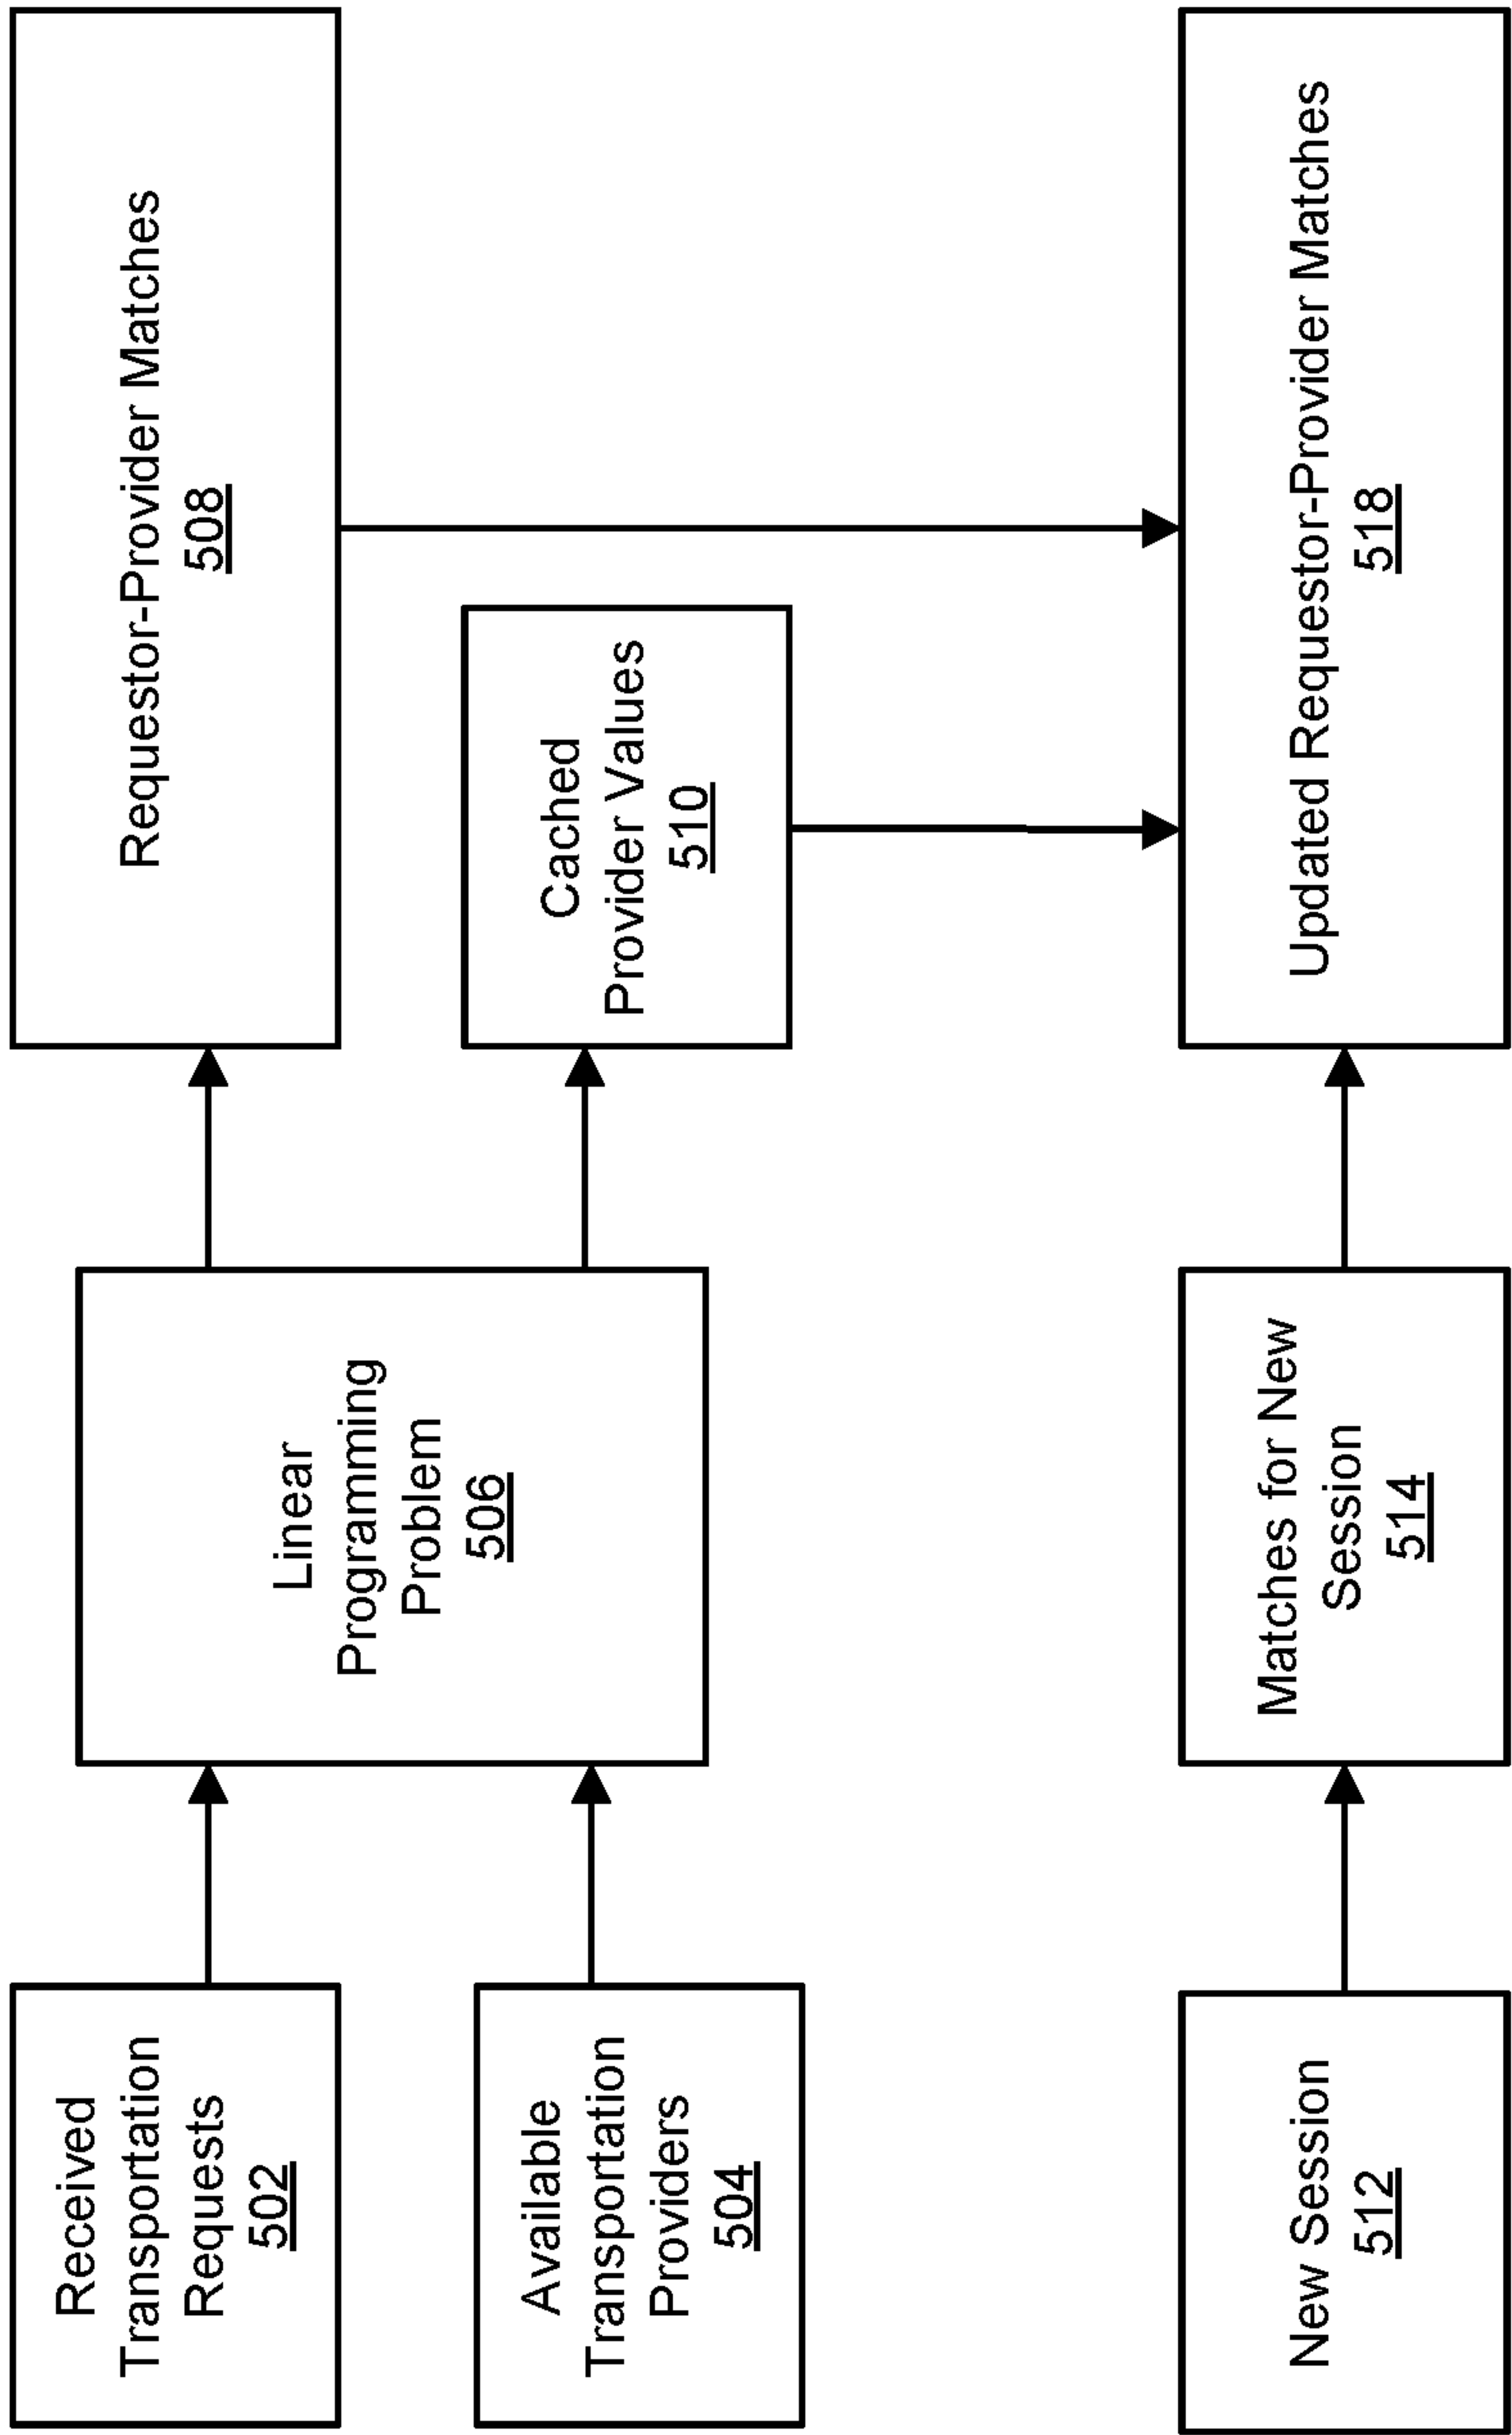 Received
Transportation
Requests
502
Available
Transportation
Providers
504
Linear
Programming
Problem
506
Requestor-Provider Matches
508
Cached
Provider Values
510
New Session
512
Matches for New
Session
514
Updated Requestor-Provider Matches
518